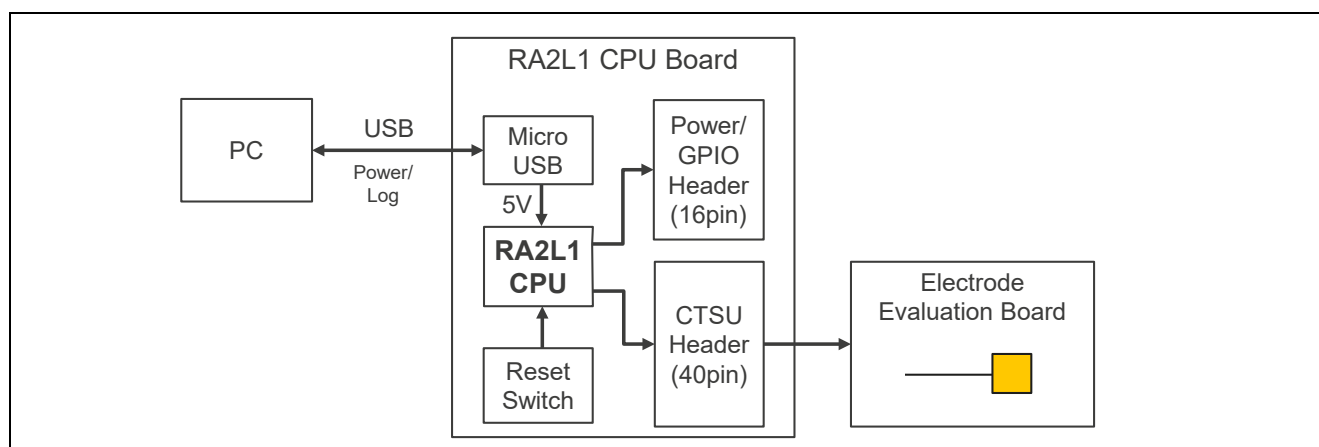 RA2L1 CPU Board
PC
USB
Power/
Log
Micro
USB
5V
RA2L1
CPU
Reset
Switch
Power/
GPIO
Header
(16pin)
CTSU
Header
(40pin)
Electrode
Evaluation Board